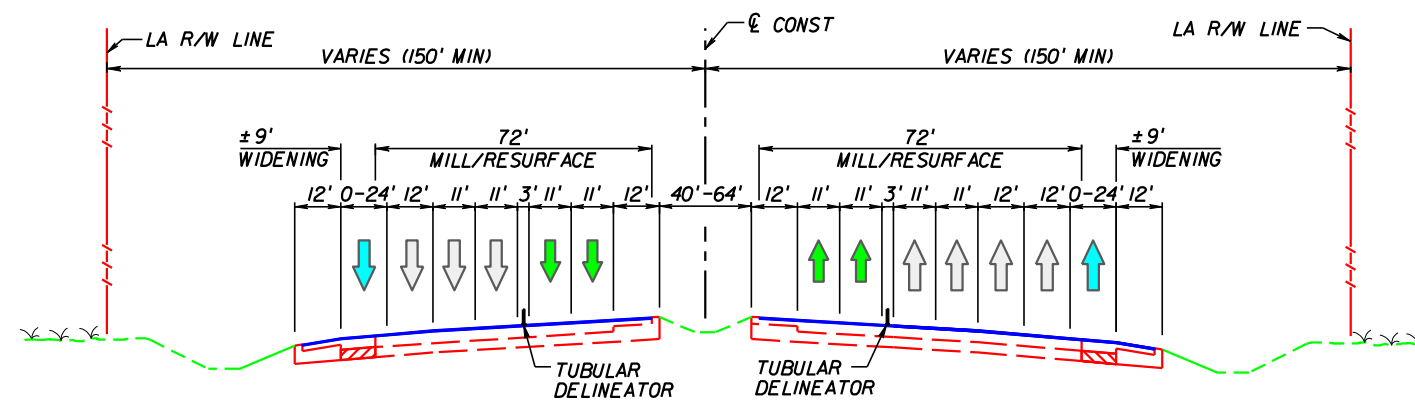 LA R/W LINE
℄ CONST
LA R/W LINE
VARIES (150' MIN)
VARIES (150' MIN)
±9'
WIDENING
72'
MILL/RESURFACE
72'
MILL/RESURFACE
±9'
WIDENING
12' 0-24' 12' 11' 11' 3' 11' 11' 12' 40'-64' 12' 11' 11' 3' 11' 11' 12' 12' 0-24' 12'
TUBULAR
DELINEATOR
TUBULAR
DELINEATOR